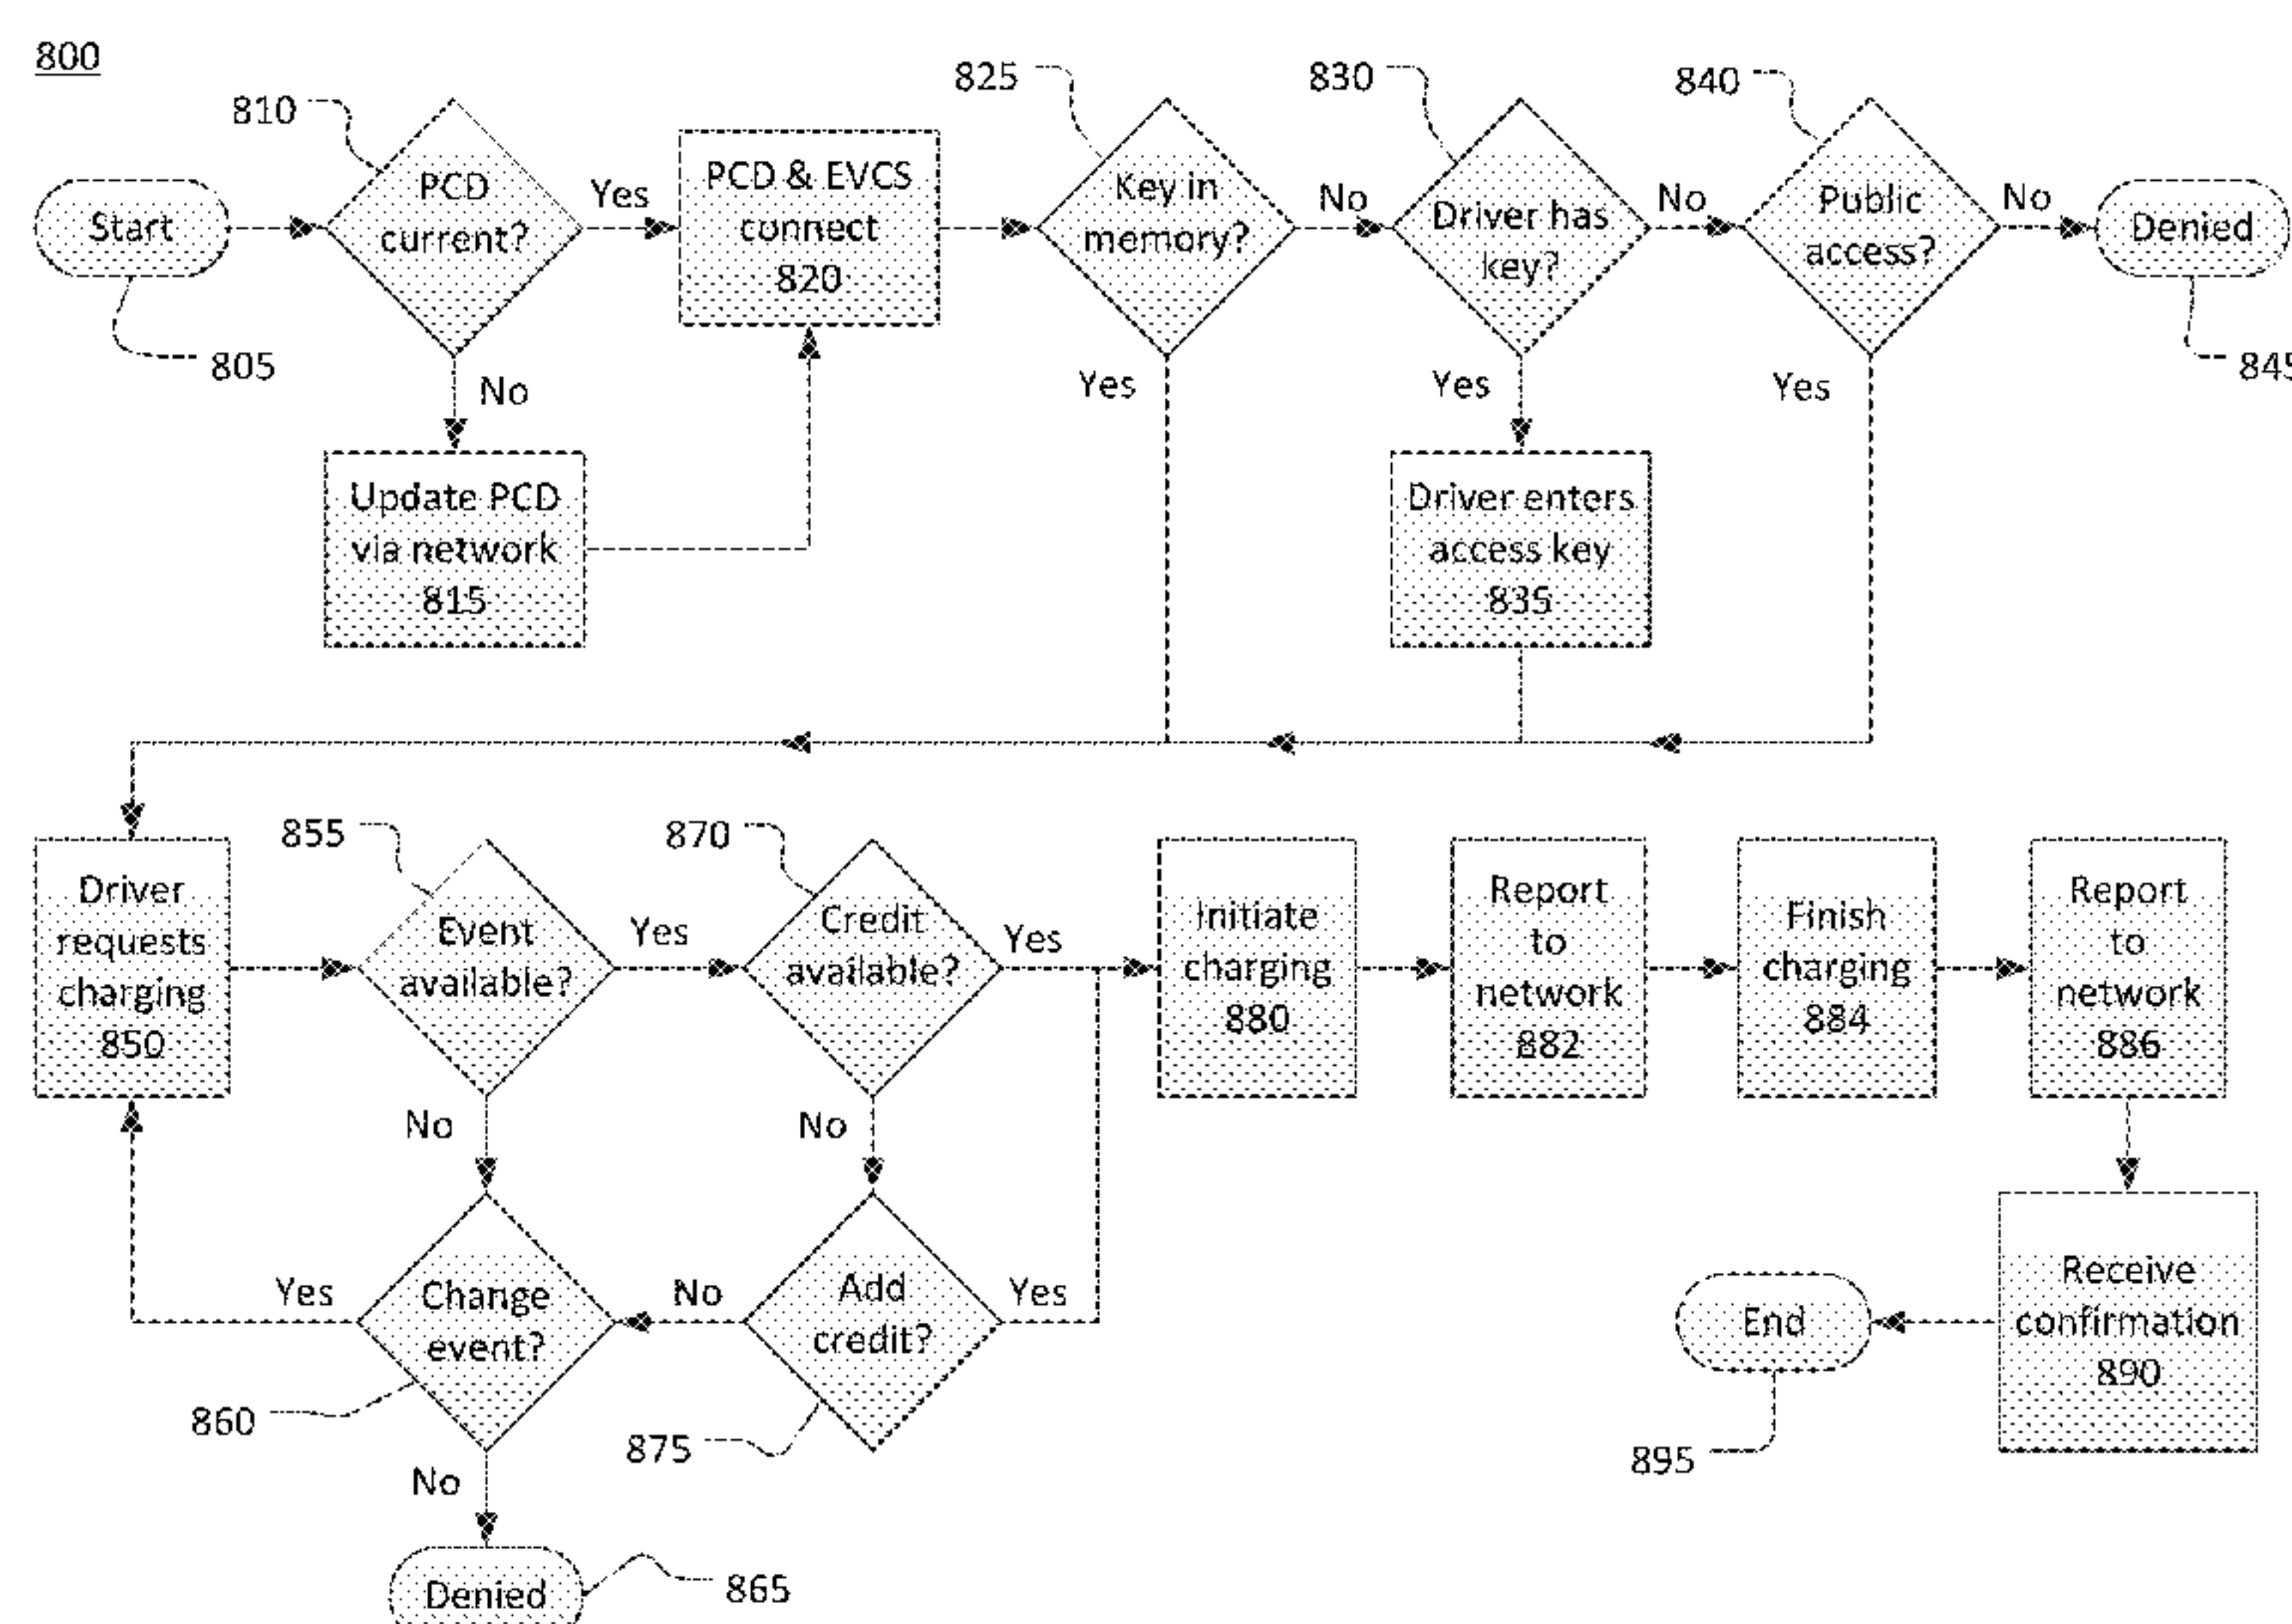 800
810
825
830
840
Start
PCD
current?
Yes
PCD & EVCS
connect
820
Key in
memory?
No
Driver has
key?
No
Public
access?
No
Denied
805
845
No
Yes
Yes
Yes
Update PCD
via network
815
Driver enters
access key
835
855
870
Driver
requests
charging
850
Event
available?
Yes
Credit
available?
Yes
Initiate
charging
880
Report
to
network
882
Finish
charging
884
Report
to
network
886
No
No
Yes
Change
event?
No
Add
credit?
Yes
End
Receive
confirmation
890
860
875
895
No
Denied
865